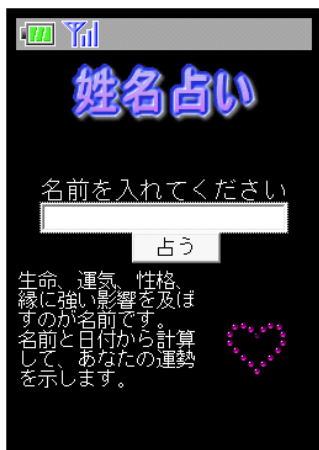 姓名占い
名前を入れてください
占う
生命、運気、性格、
縁に強い影響を及ぼ
すのが名前です。
名前と日付から計算
して、あなたの運勢
を示します。